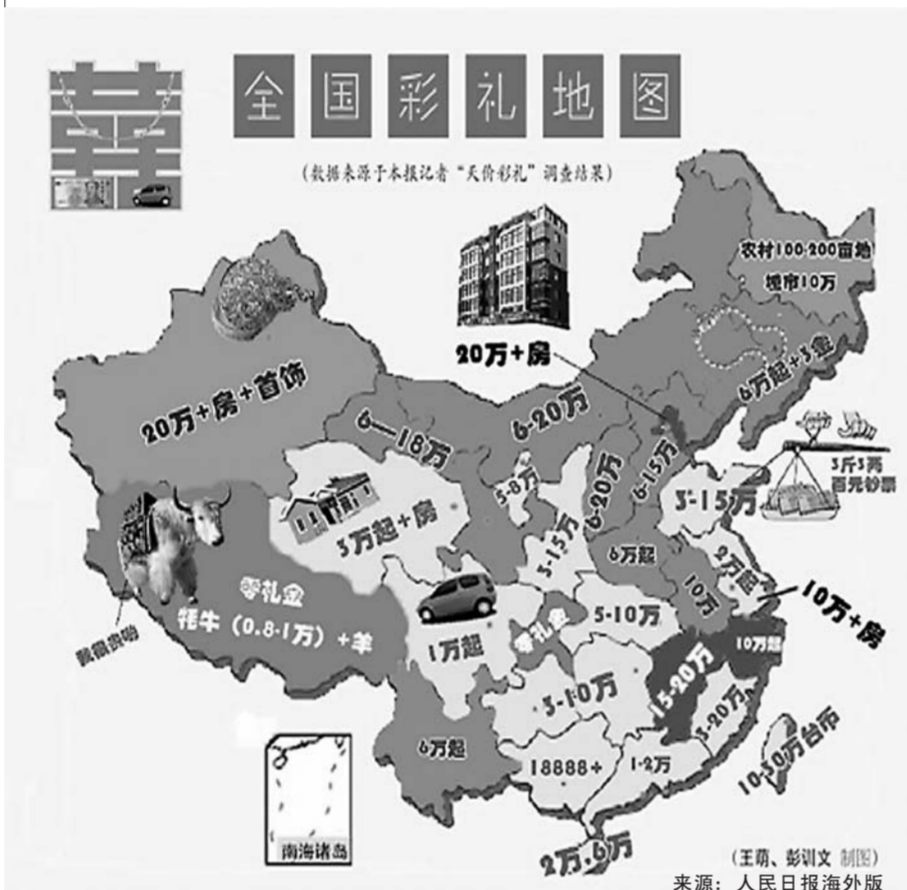 全国彩礼地图
(数据来源于本报记者“天价彩礼”调查结果)
农村100-200亩地
城市10万
20万+房
6万起+3金
20万+房+首饰
6—18万
6-20万
3斤3两
百元钞票
5-8万
6-20万
6-15万
3-15万
3万起+房
3-15万
6万起
2万起
10万
10万+房
零礼金
牦牛(0.8-1万)+羊
1万起
零礼金
5-10万
15-20万
10万起
3-10万
3-20万
6万起
18888+
1-2万
10-30万台币
南海诸岛
2万,6万
(王萌、彭训文 制图)
来源:人民日报海外版